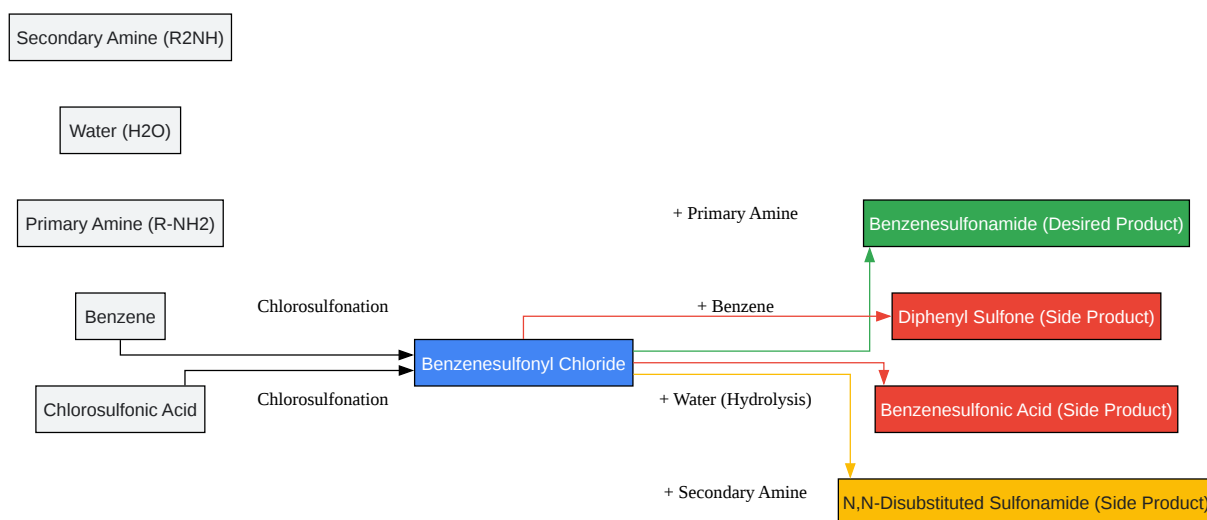 Secondary Amine (R2NH)
Water (H2O)
Primary Amine (R-NH2)
+ Primary Amine
Benzenesulfonamide (Desired Product)
Chlorosulfonation
+ Benzene
Benzene
Diphenyl Sulfone (Side Product)
Benzenesulfonyl Chloride
Chlorosulfonic Acid
Chlorosulfonation
+ Water (Hydrolysis)
Benzenesulfonic Acid (Side Product)
+ Secondary Amine
N,N-Disubstituted Sulfonamide (Side Product)